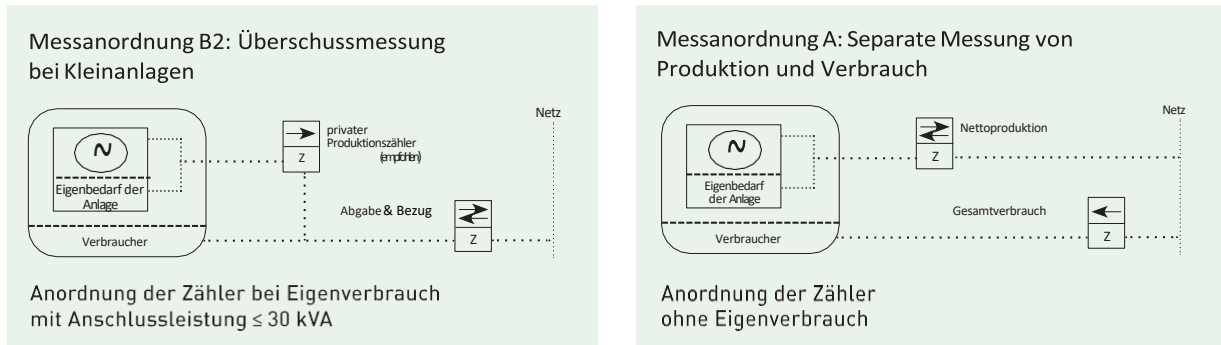 Messanordnung B2: Überschussmessung
bei Kleinanlagen
Netz
privater
Produktionszähler
(empfohlen)
Z
Eigenbedarf der
Anlage
Abgabe & Bezug
Z
Verbraucher
Anordnung der Zähler bei Eigenverbrauch
mit Anschlussleistung ≤ 30 kVA
Messanordnung A: Separate Messung von
Produktion und Verbrauch
Netz
Nettoproduktion
Z
Eigenbedarf
der Anlage
Gesamtverbrauch
Z
Verbraucher
Anordnung der Zähler
ohne Eigenverbrauch